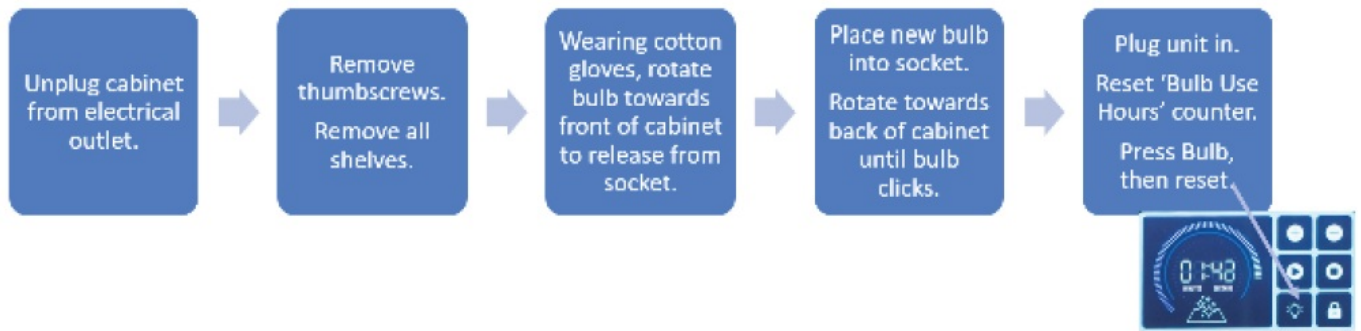 Unplug cabinet
from electrical
outlet.
Remove
thumbscrews.
Remove all
shelves.
Wearing cotton
gloves, rotate
bulb towards
front of cabinet
to release from
socket.
Place new bulb
into socket.
Rotate towards
back of cabinet
until bulb
clicks.
Plug unit in.
Reset ‘Bulb Use
Hours’ counter.
Press Bulb,
then reset.
01:43